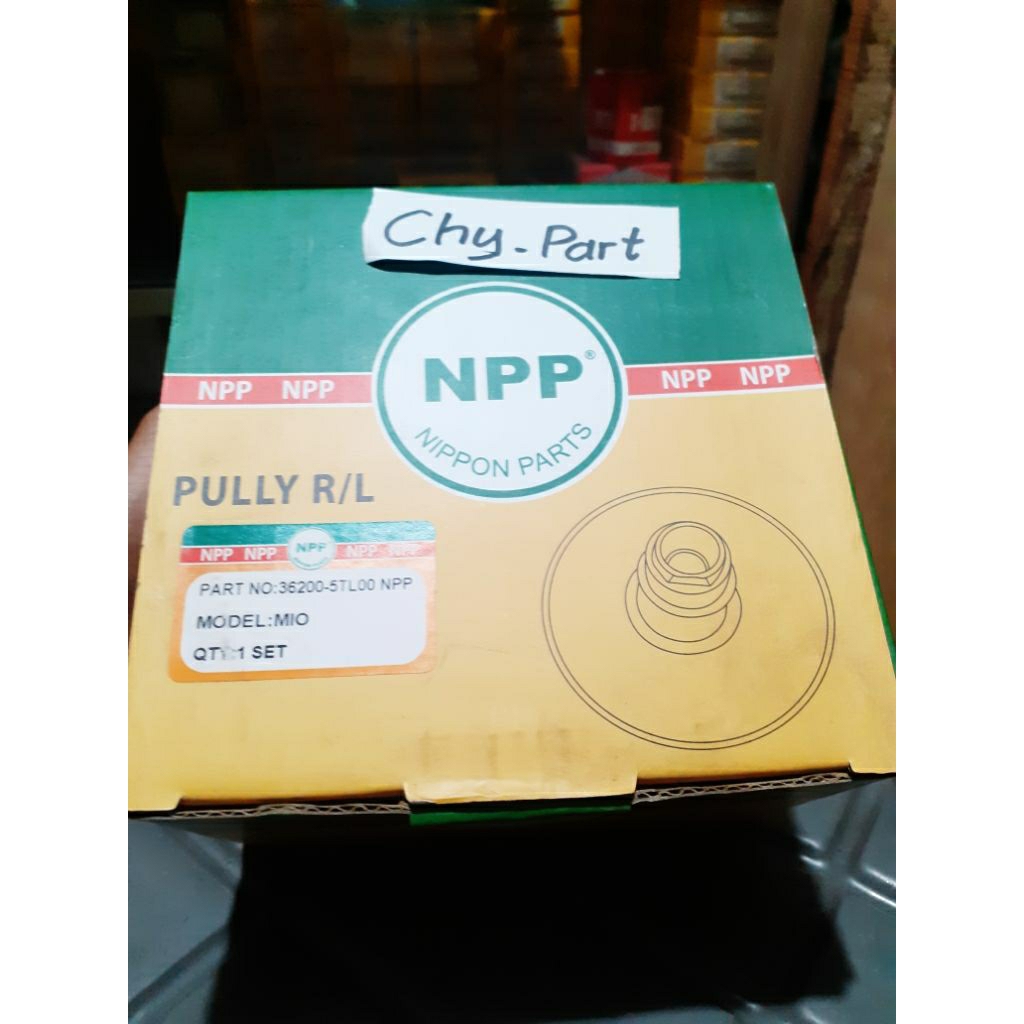 Chy.Part
NPP®
NIPPON PARTS
NPP NPP
NPP NPP
PULLY R/L
NPP NPP NPP NPP NPP
PART NO:36200-5TL00 NPP
MODEL:MIO
QTY:1 SET